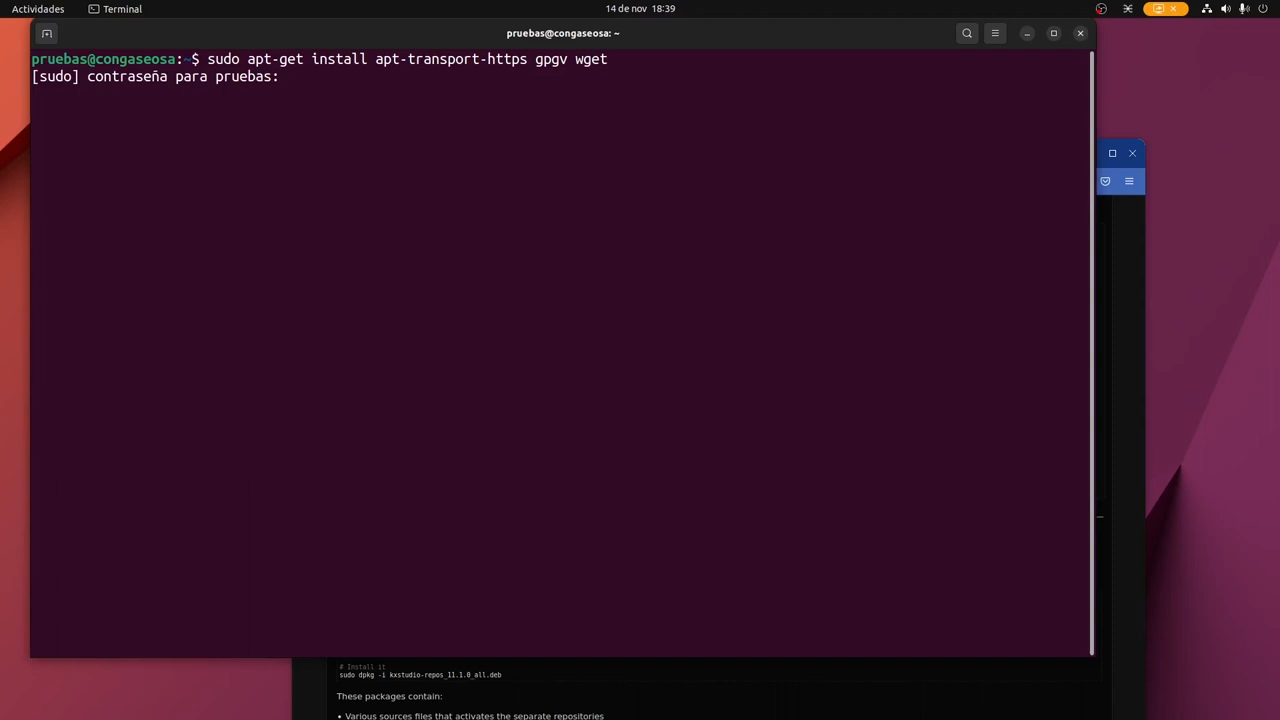 Actividades Terminal 14 de nov 18:39
pruebas@congaseosa: ~
pruebas@congaseosa:~$ sudo apt-get install apt-transport-https gpgv wget
[sudo] contraseña para pruebas:
# Install it
sudo dpkg -i kxstudio-repos_11.1.0_all.deb
These packages contain:
• Various sources files that activates the separate repositories